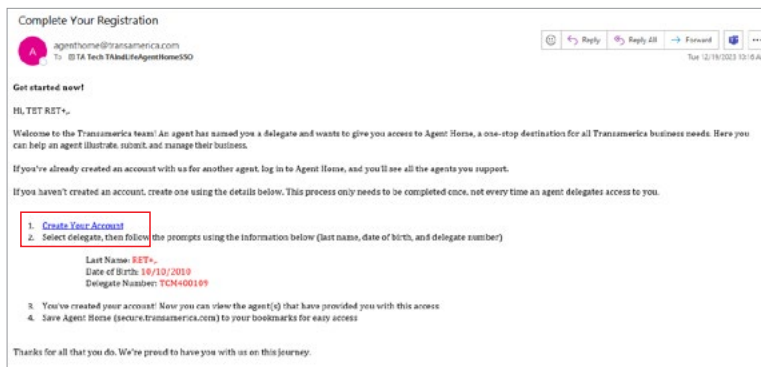 Complete Your Registration
A
agenthome@transamerica.com
To TA Tech TAIndLifeAgentHomeSSO
Reply
Reply All
Forward
Tue 12/19/2023 10:16 A
Get started now!
Hi, TET RET+,.
Welcome to the Transamerica team! An agent has named you a delegate and wants to give you access to Agent Home, a one-stop destination for all Transamerica business needs. Here you
can help an agent illustrate, submit, and manage their business.
If you're already created an account with us for another agent, log in to Agent Home, and you'll see all the agents you support.
If you haven't created an account, create one using the details below. This process only needs to be completed once, not every time an agent delegates access to you.
1. Create Your Account
2. Select delegate, then follow the prompts using the information below (last name, date of birth, and delegate number)
Last Name: RET+,.
Date of Birth: 10/10/2010
Delegate Number: TCM400109
3. You've created your account! Now you can view the agent(s) that have provided you with this access
4. Save Agent Home (secure.transamerica.com) to your bookmarks for easy access
Thanks for all that you do. We're proud to have you with us on this journey.